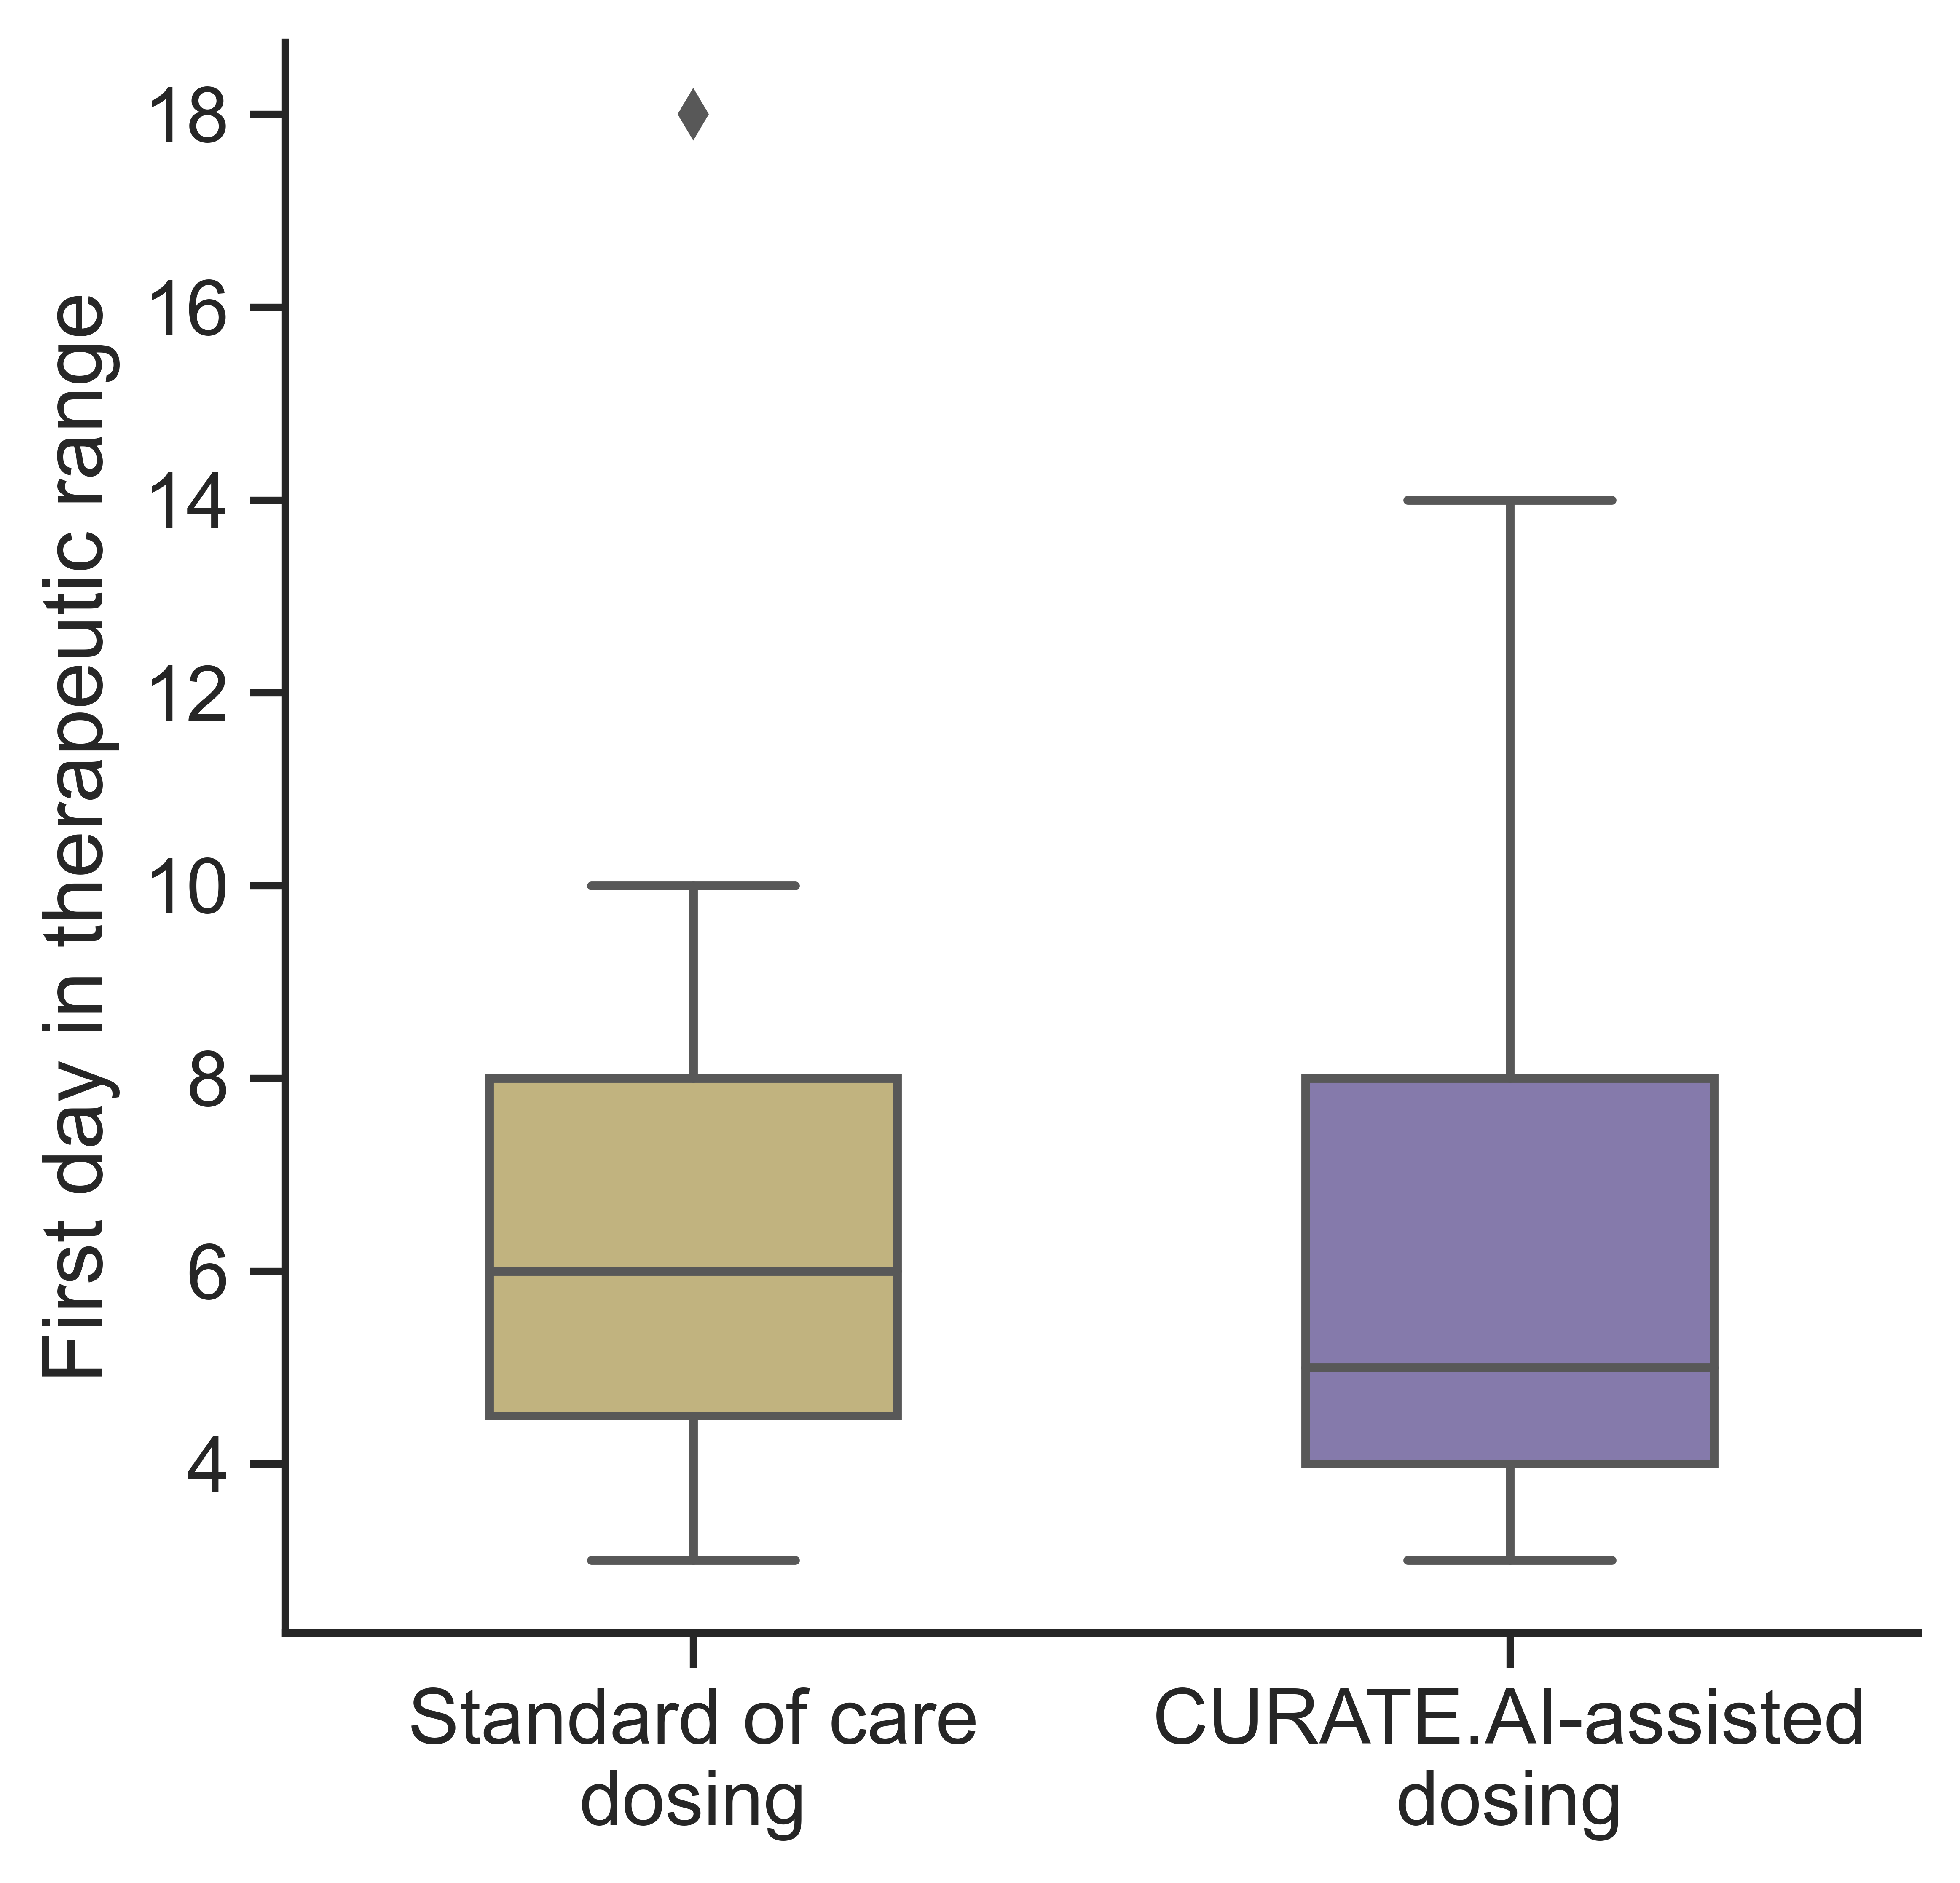 First day in therapeutic range
18
16
14
12
10
8
6
4
Standard of care
dosing
CURATE.AI-assisted
dosing